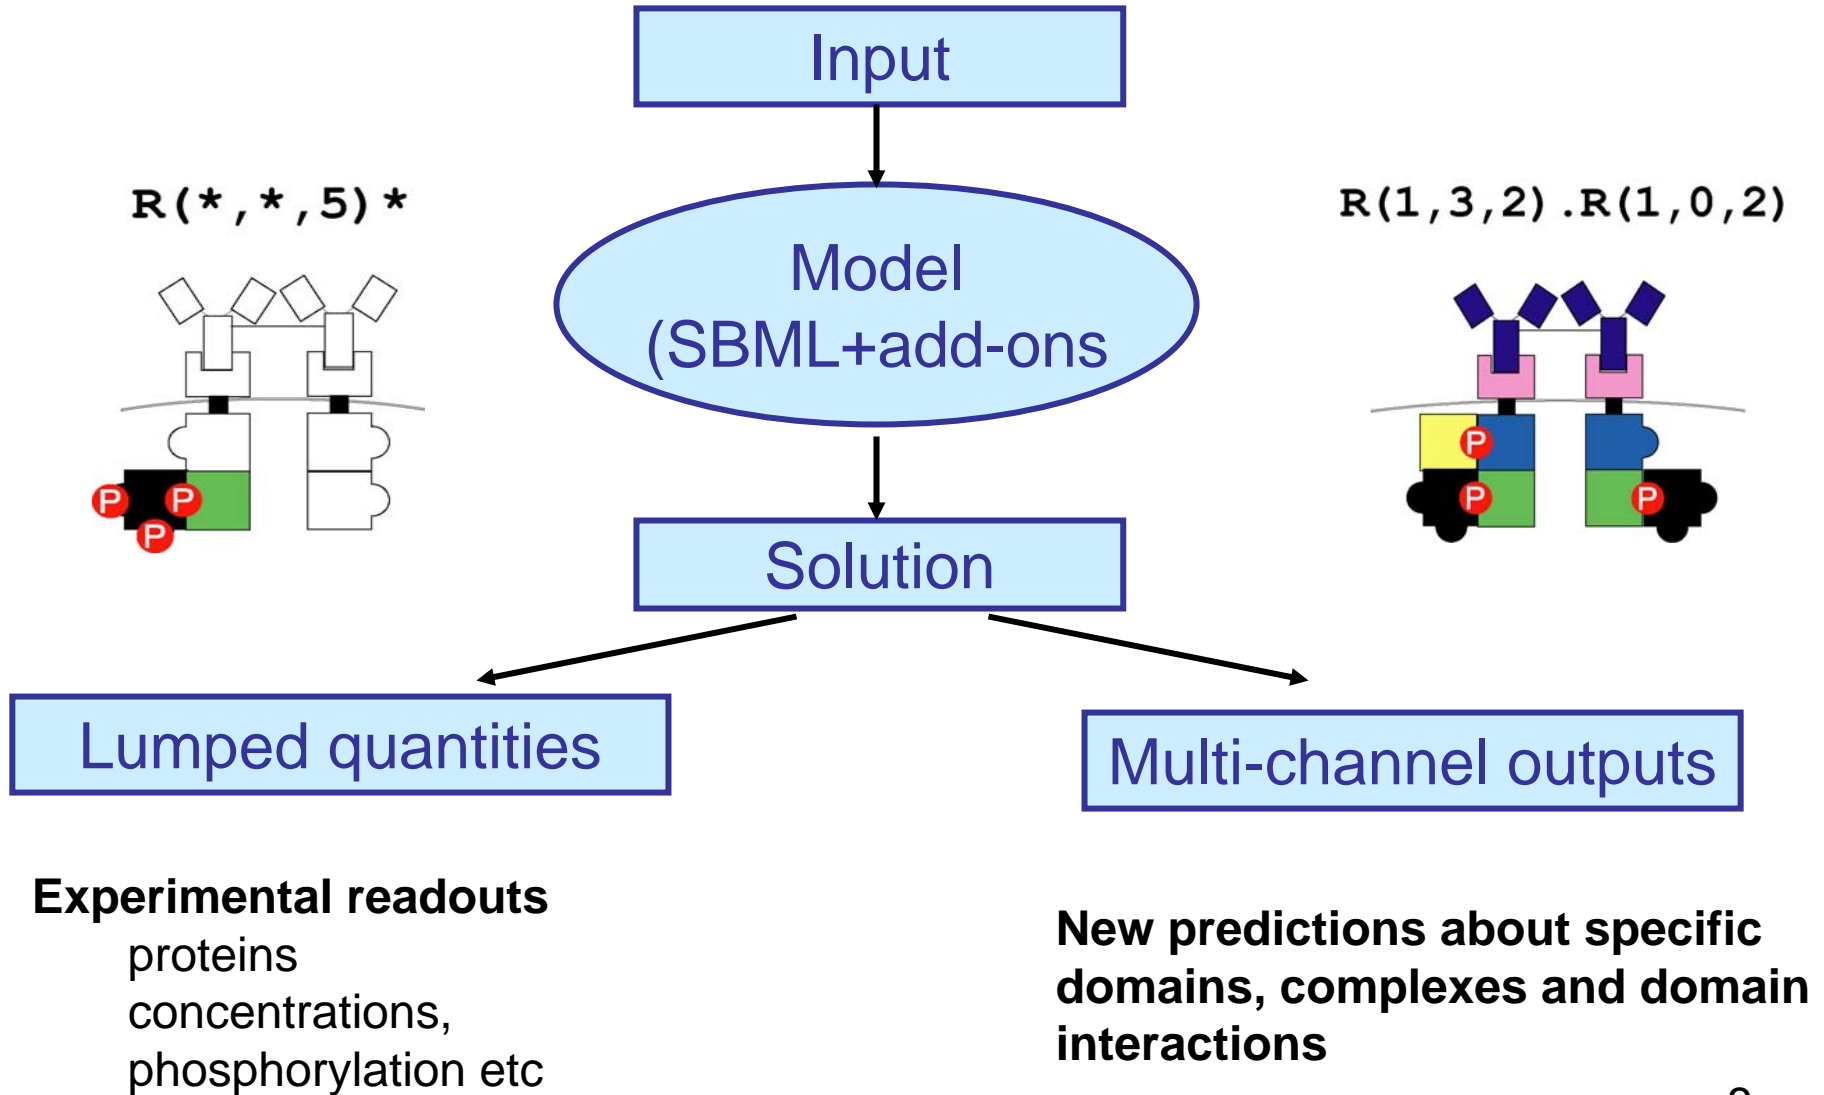 Input
R(*,*,5)*
R(1,3,2).R(1,0,2)
Model
(SBML+add-ons
P
P
P
P
P
P
Solution
Lumped quantities
Multi-channel outputs
Experimental readouts
proteins
concentrations,
phosphorylation etc
New predictions about specific
domains, complexes and domain
interactions